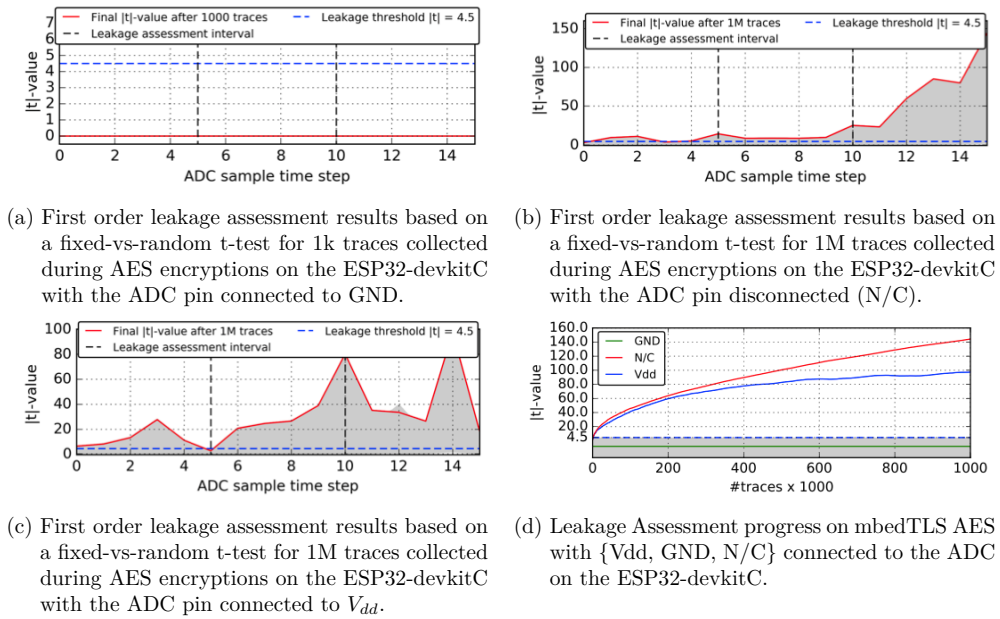 Final |t|-value after 1000 traces
Leakage threshold |t| = 4.5
Leakage assessment interval
|t|-value
7
6
5
4
3
2
1
0
0 2 4 6 8 10 12 14
ADC sample time step
(a) First order leakage assessment results based on
a fixed-vs-random t-test for 1k traces collected
during AES encryptions on the ESP32-devkitC
with the ADC pin connected to GND.
Final |t|-value after 1M traces
Leakage threshold |t| = 4.5
Leakage assessment interval
|t|-value
150
100
50
0
0 2 4 6 8 10 12 14
ADC sample time step
(b) First order leakage assessment results based on
a fixed-vs-random t-test for 1M traces collected
during AES encryptions on the ESP32-devkitC
with the ADC pin disconnected (N/C).
Final |t|-value after 1M traces
Leakage threshold |t| = 4.5
Leakage assessment interval
|t|-value
100
80
60
40
20
0
0 2 4 6 8 10 12 14
ADC sample time step
(c) First order leakage assessment results based on
a fixed-vs-random t-test for 1M traces collected
during AES encryptions on the ESP32-devkitC
with the ADC pin connected to Vdd.
GND
N/C
Vdd
|t|-value
160.0
140.0
120.0
100.0
80.0
60.0
40.0
20.0
4.5
0 200 400 600 800 1000
#traces x 1000
(d) Leakage Assessment progress on mbedTLS AES
with {Vdd, GND, N/C} connected to the ADC
on the ESP32-devkitC.